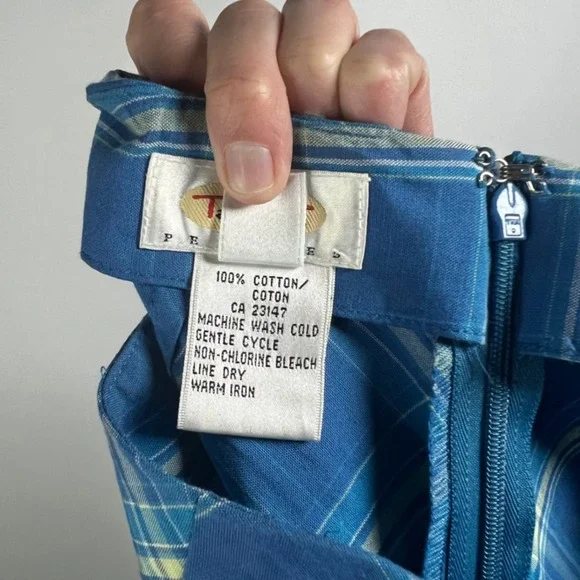 100% COTTON/
COTON
CA 23147
MACHINE WASH COLD
GENTLE CYCLE
NON-CHLORINE BLEACH
LINE DRY
WARM IRON